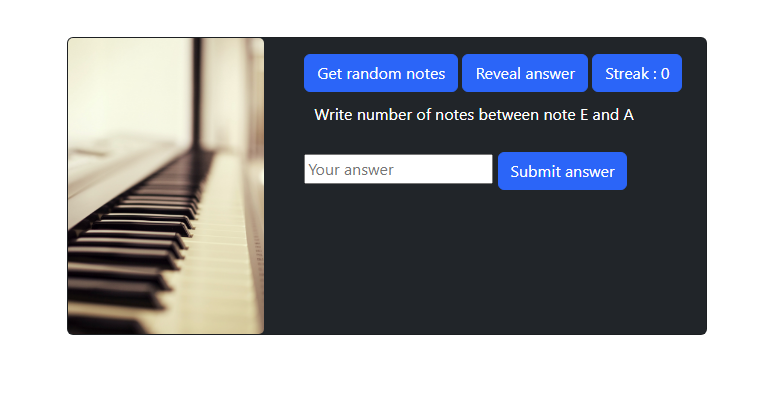 Get random notes Reveal answer Streak : 0
Write number of notes between note E and A
Your answer Submit answer